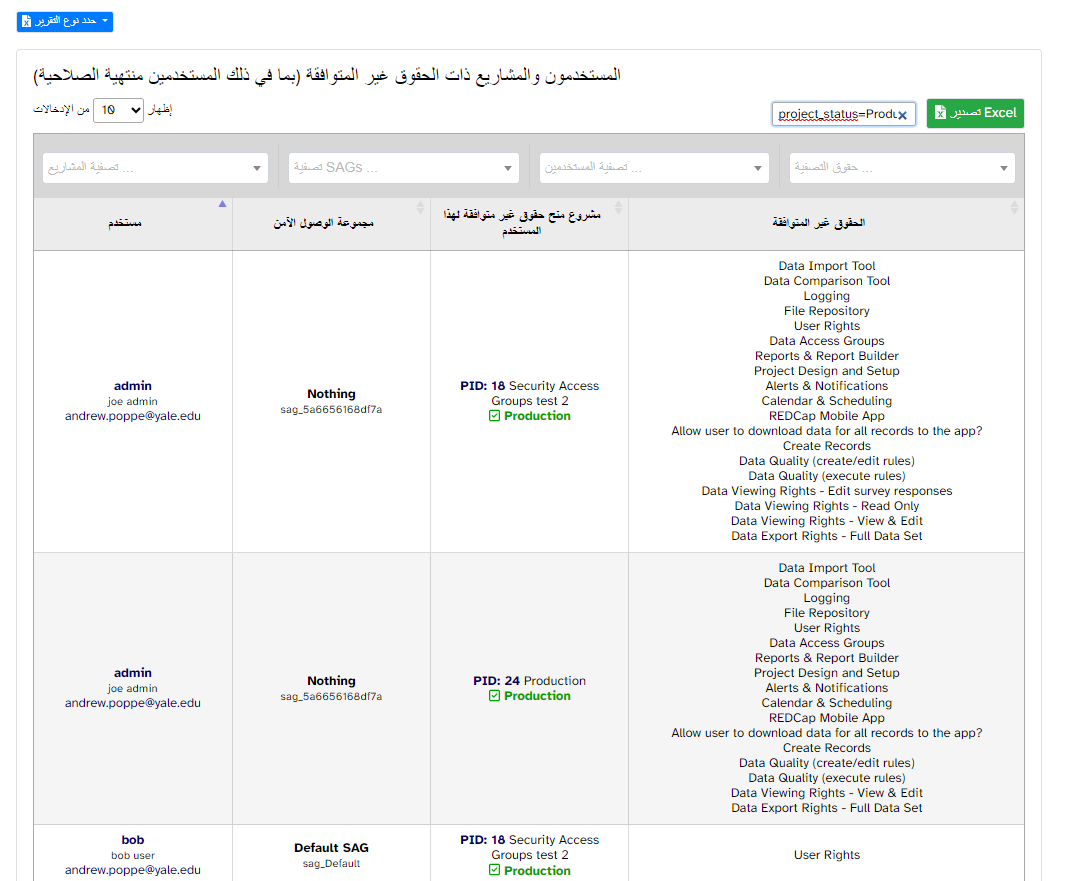 حدد نوع التقرير
المستخدمون والمشاريع ذات الحقوق غير المتوافقة (بما في ذلك المستخدمين منتهية الصلاحية)
إظهار 10 من الإدخالات
project_status=Produ
تصدير Excel
تصفية المشاريع ...
تصفية SAGs ...
تصفية المستخدمين ...
حقوق التصفية ...
مستخدم
مجموعة الوصول الآمن
مشروع منح حقوق غير متوافقة لهذا
المستخدم
الحقوق غير المتوافقة
admin
joe admin
andrew.poppe@yale.edu
Nothing
sag_5a6656168df7a
PID: 18 Security Access
Groups test 2
Production
Data Import Tool
Data Comparison Tool
Logging
File Repository
User Rights
Data Access Groups
Reports & Report Builder
Project Design and Setup
Alerts & Notifications
Calendar & Scheduling
REDCap Mobile App
Allow user to download data for all records to the app?
Create Records
Data Quality (create/edit rules)
Data Quality (execute rules)
Data Viewing Rights - Edit survey responses
Data Viewing Rights - Read Only
Data Viewing Rights - View & Edit
Data Export Rights - Full Data Set
admin
joe admin
andrew.poppe@yale.edu
Nothing
sag_5a6656168df7a
PID: 24 Production
Production
Data Import Tool
Data Comparison Tool
Logging
File Repository
User Rights
Data Access Groups
Reports & Report Builder
Project Design and Setup
Alerts & Notifications
Calendar & Scheduling
REDCap Mobile App
Allow user to download data for all records to the app?
Create Records
Data Quality (create/edit rules)
Data Quality (execute rules)
Data Viewing Rights - View & Edit
Data Export Rights - Full Data Set
bob
bob user
andrew.poppe@yale.edu
Default SAG
sag_Default
PID: 18 Security Access
Groups test 2
Production
User Rights